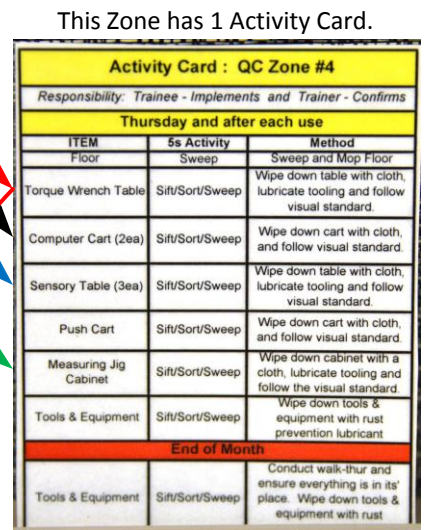 This Zone has 1 Activity Card.
Activity Card : QC Zone #4
Responsibility: Trainee - Implements and Trainer - Confirms
Thursday and after each use
ITEM 5s Activity Method
Floor Sweep Sweep and Mop Floor
Torque Wrench Table Sift/Sort/Sweep Wipe down table with cloth,
lubricate tooling and follow
visual standard.
Computer Cart (2ea) Sift/Sort/Sweep Wipe down cart with cloth,
and follow visual standard.
Sensory Table (3ea) Sift/Sort/Sweep Wipe down table with cloth,
lubricate tooling and follow
visual standard.
Push Cart Sift/Sort/Sweep Wipe down cart with cloth,
and follow visual standard.
Measuring Jig
Cabinet Sift/Sort/Sweep Wipe down cabinet with a
cloth, lubricate tooling and
follow the visual standard.
Tools & Equipment Sift/Sort/Sweep Wipe down tools &
equipment with rust
prevention lubricant
End of Month
Tools & Equipment Sift/Sort/Sweep Conduct walk-thur and
ensure everything is in its'
place. Wipe down tools &
equipment with rust